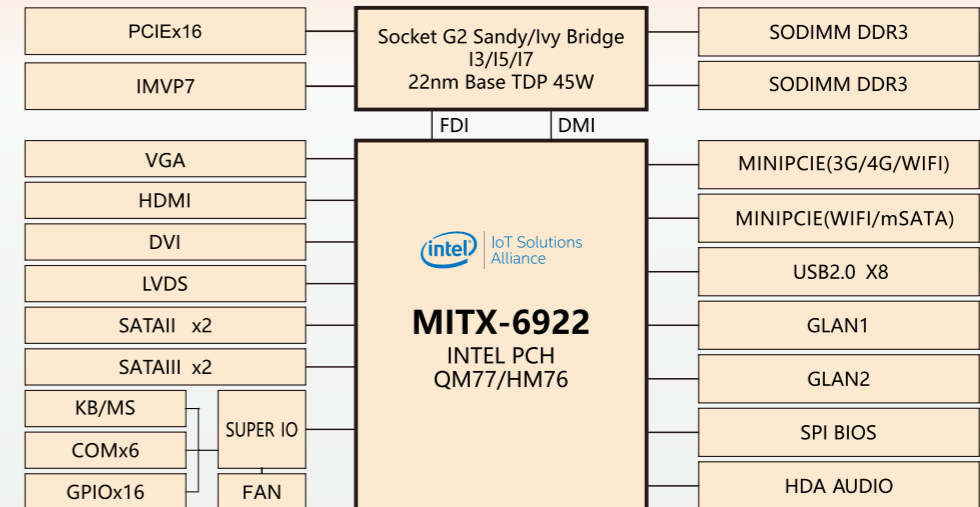 PCIEx16
IMVP7
Socket G2 Sandy/Ivy Bridge
I3/I5/I7
22nm Base TDP 45W
SODIMM DDR3
SODIMM DDR3
FDI
DMI
VGA
HDMI
DVI
LVDS
SATAII x2
SATAIII x2
KB/MS
COMx6
GPIOx16
SUPER IO
FAN
intel
IoT Solutions
Alliance
MITX-6922
INTEL PCH
QM77/HM76
MINIPCIE(3G/4G/WIFI)
MINIPCIE(WIFI/mSATA)
USB2.0 X8
GLAN1
GLAN2
SPI BIOS
HDA AUDIO